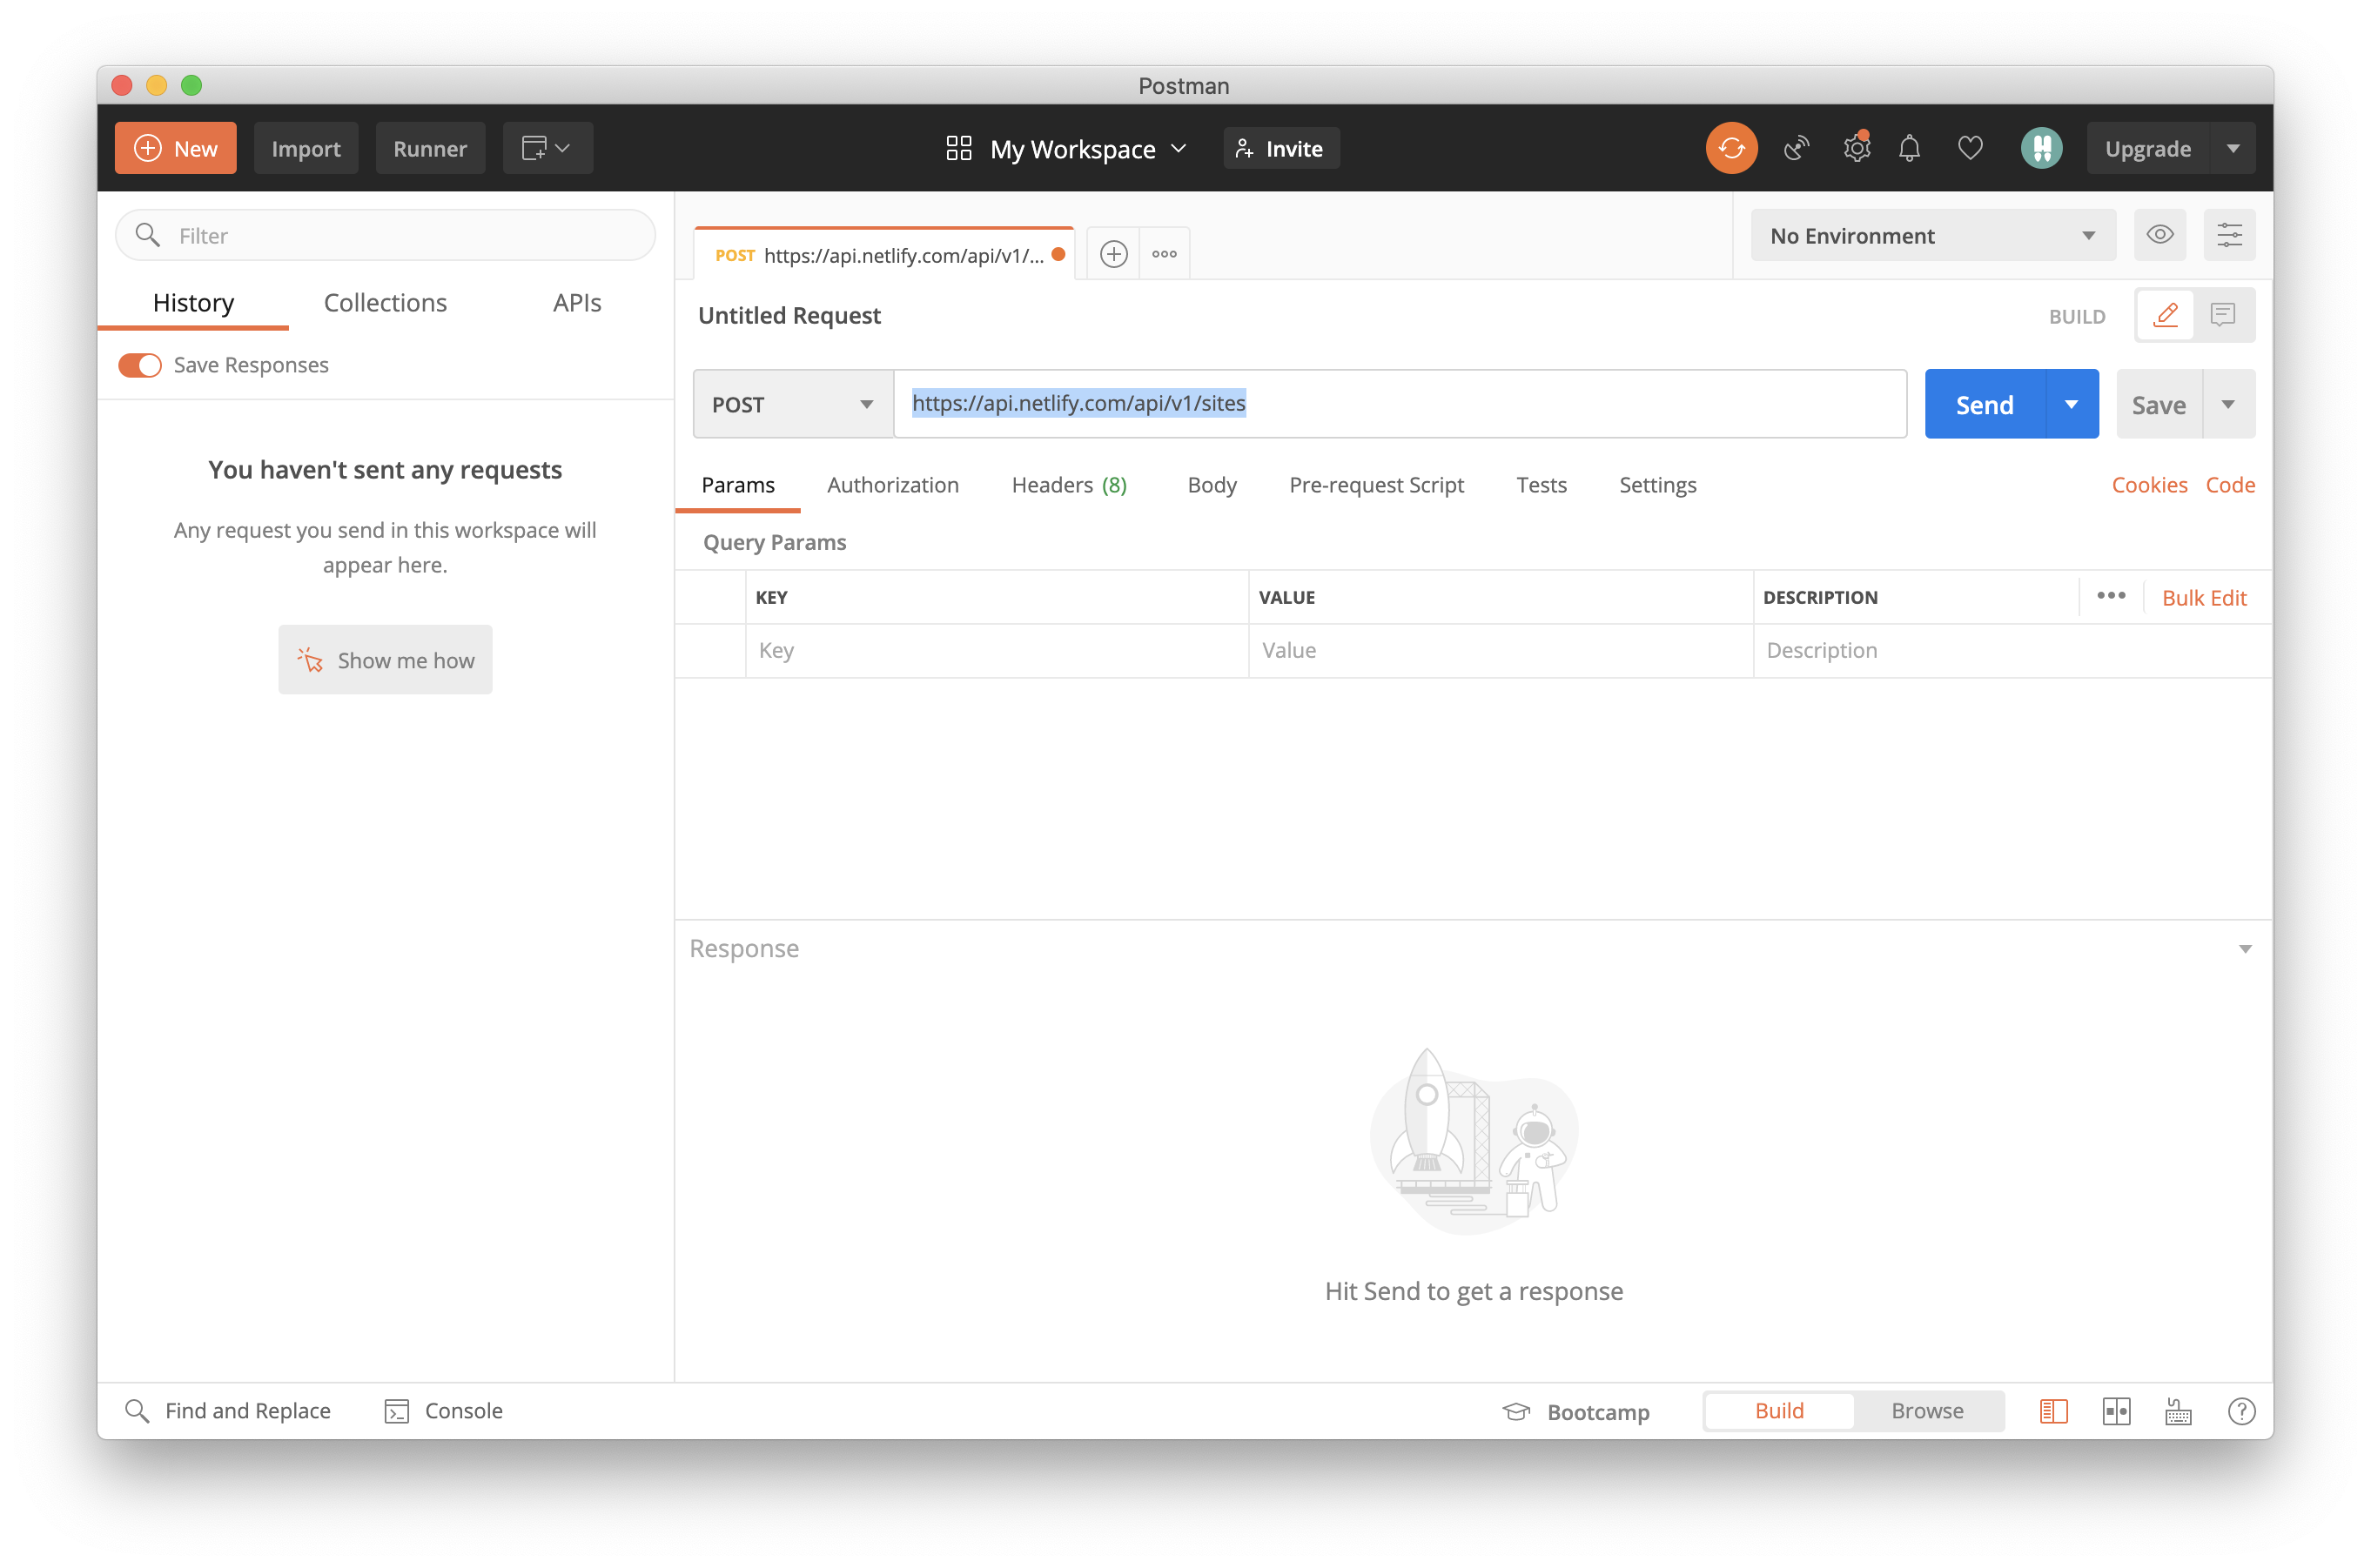 Postman
New
Import
Runner
My Workspace
Invite
Upgrade
Filter
History
Collections
APIs
Save Responses
You haven't sent any requests
Any request you send in this workspace will
appear here.
Show me how
POST https://api.netlify.com/api/v1/...
No Environment
Untitled Request
BUILD
POST
https://api.netlify.com/api/v1/sites
Send
Save
Params
Authorization
Headers (8)
Body
Pre-request Script
Tests
Settings
Cookies
Code
Query Params
KEY
VALUE
DESCRIPTION
Bulk Edit
Key
Value
Description
Response
Hit Send to get a response
Find and Replace
Console
Bootcamp
Build
Browse